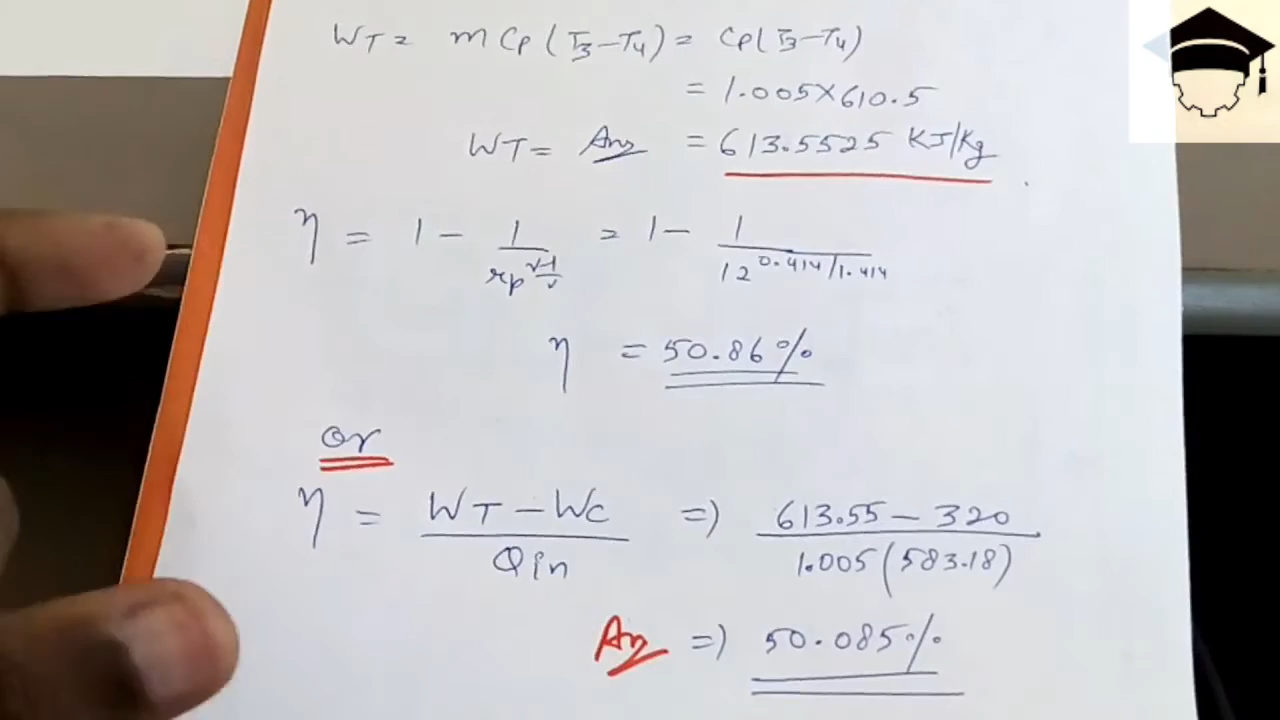 WT = m Cp (T3-T4) = Cp(T3-T4)
= 1.005×610.5
WT = Ans = 613.5525 KJ/Kg
η = 1 - 1/rp^(γ-1/γ) = 1 - 1/12^(0.414/1.414)
η = 50.86%
or
η = WT - WC / Qin => 613.55 - 320 / 1.005(583.18)
Ans => 50.085%